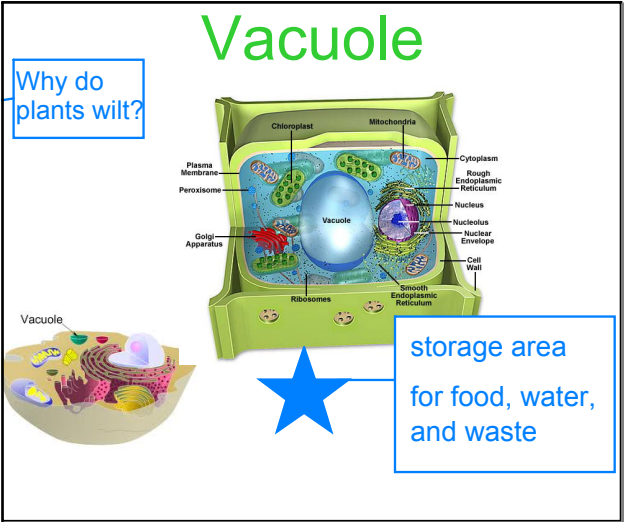 Vacuole
Why do
plants wilt?
Chloroplast
Mitochondria
Plasma
Membrane
Cytoplasm
Rough
Endoplasmic
Reticulum
Peroxisome
Nucleus
Vacuole
Nucleolus
Golgi
Apparatus
Nuclear
Envelope
Cell
Wall
Ribosomes
Smooth
Endoplasmic
Reticulum
Vacuole
storage area
for food, water,
and waste